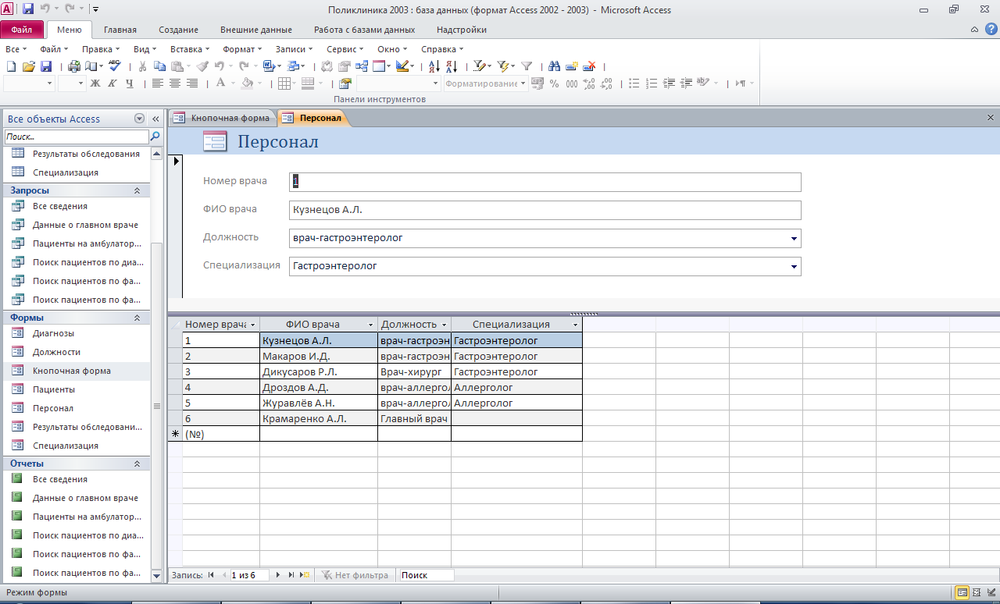 Поликлиника 2003 : база данных (формат Access 2002 - 2003) - Microsoft Access
Файл Меню Главная Создание Внешние данные Работа с базами данных Надстройки
Все Файл Правка Вид Вставка Формат Записи Сервис Окно Справка
Ж К Ч Форматирование % 000
Панели инструментов
Все объекты Access
Поиск...
Результаты обследования
Специализация
Запросы
Все сведения
Данные о главном враче
Пациенты на амбулатор...
Поиск пациентов по диа...
Поиск пациентов по фа...
Поиск пациентов по фа...
Формы
Диагнозы
Должности
Кнопочная форма
Пациенты
Персонал
Результаты обследовани...
Специализация
Отчеты
Все сведения
Данные о главном враче
Пациенты на амбулатор...
Поиск пациентов по диа...
Поиск пациентов по фа...
Поиск пациентов по фа...
Кнопочная форма Персонал
Персонал
Номер врача 1
ФИО врача Кузнецов А.Л.
Должность врач-гастроэнтеролог
Специализация Гастроэнтеролог
Номер врача ФИО врача Должность Специализация
1 Кузнецов А.Л. врач-гастроэн Гастроэнтеролог
2 Макаров И.Д. врач-гастроэн Гастроэнтеролог
3 Дикусаров Р.Л. Врач-хирург Гастроэнтеролог
4 Дроздов А.Д. врач-аллергол Аллерголог
5 Журавлёв А.Н. врач-аллергол Аллерголог
6 Крамаренко А.Л. Главный врач
(№)
Запись: 1 из 6 Нет фильтра Поиск
Режим формы